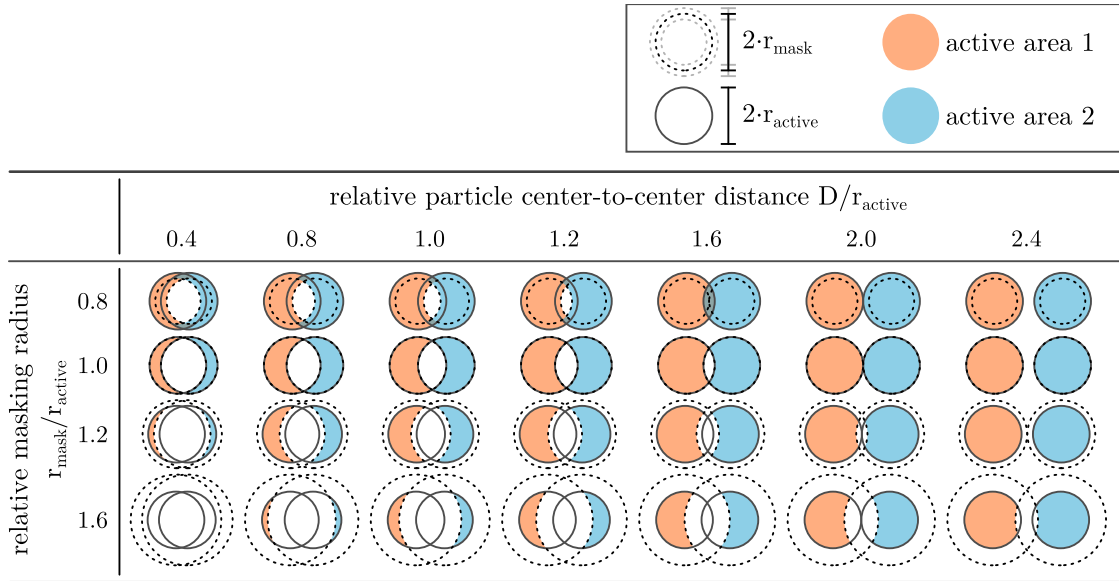 2·r_mask active area 1
2·r_active active area 2
relative particle center-to-center distance D/r_active
0.4 0.8 1.0 1.2 1.6 2.0 2.4
relative masking radius
r_mask/r_active
0.8
1.0
1.2
1.6